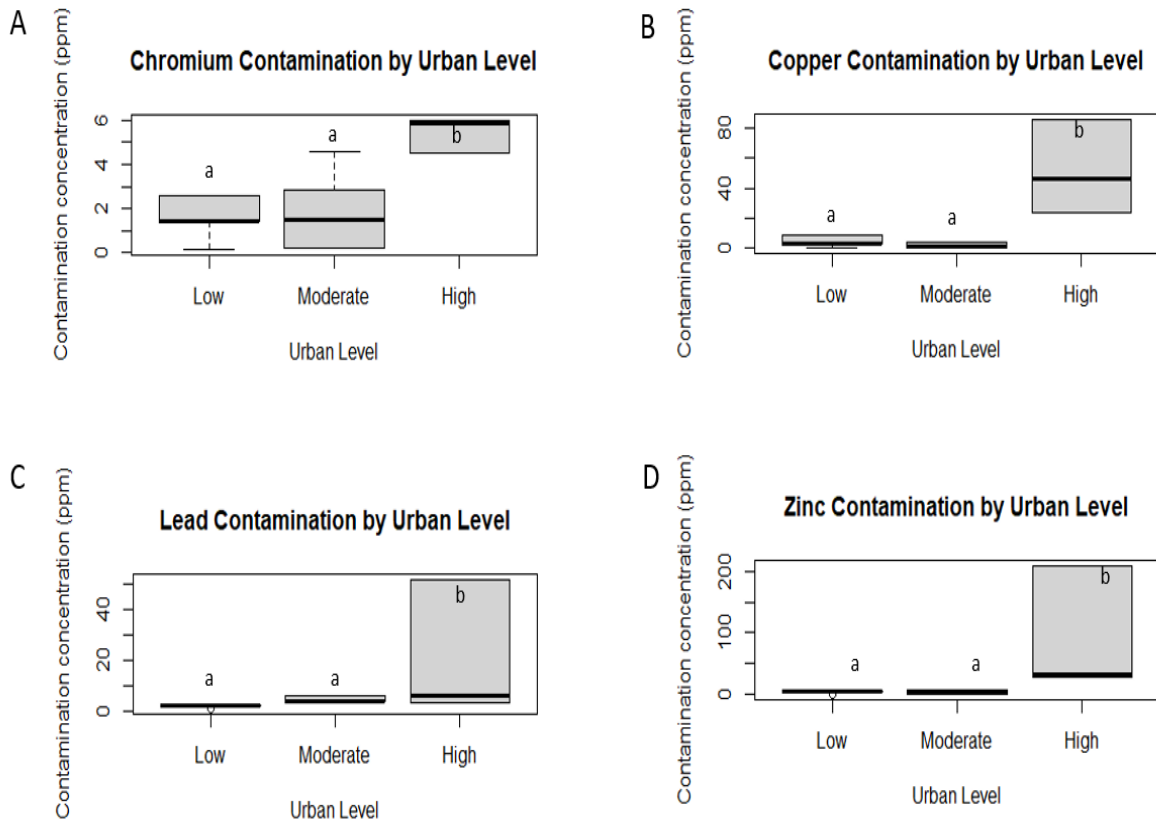 A
Chromium Contamination by Urban Level
Contamination concentration (ppm)
6
4
2
0
a
a
b
Low
Moderate
High
Urban Level
B
Copper Contamination by Urban Level
Contamination concentration (ppm)
80
40
0
a
a
b
Low
Moderate
High
Urban Level
C
Lead Contamination by Urban Level
Contamination concentration (ppm)
40
20
0
a
a
b
Low
Moderate
High
Urban Level
D
Zinc Contamination by Urban Level
Contamination concentration (ppm)
200
100
0
a
a
b
Low
Moderate
High
Urban Level